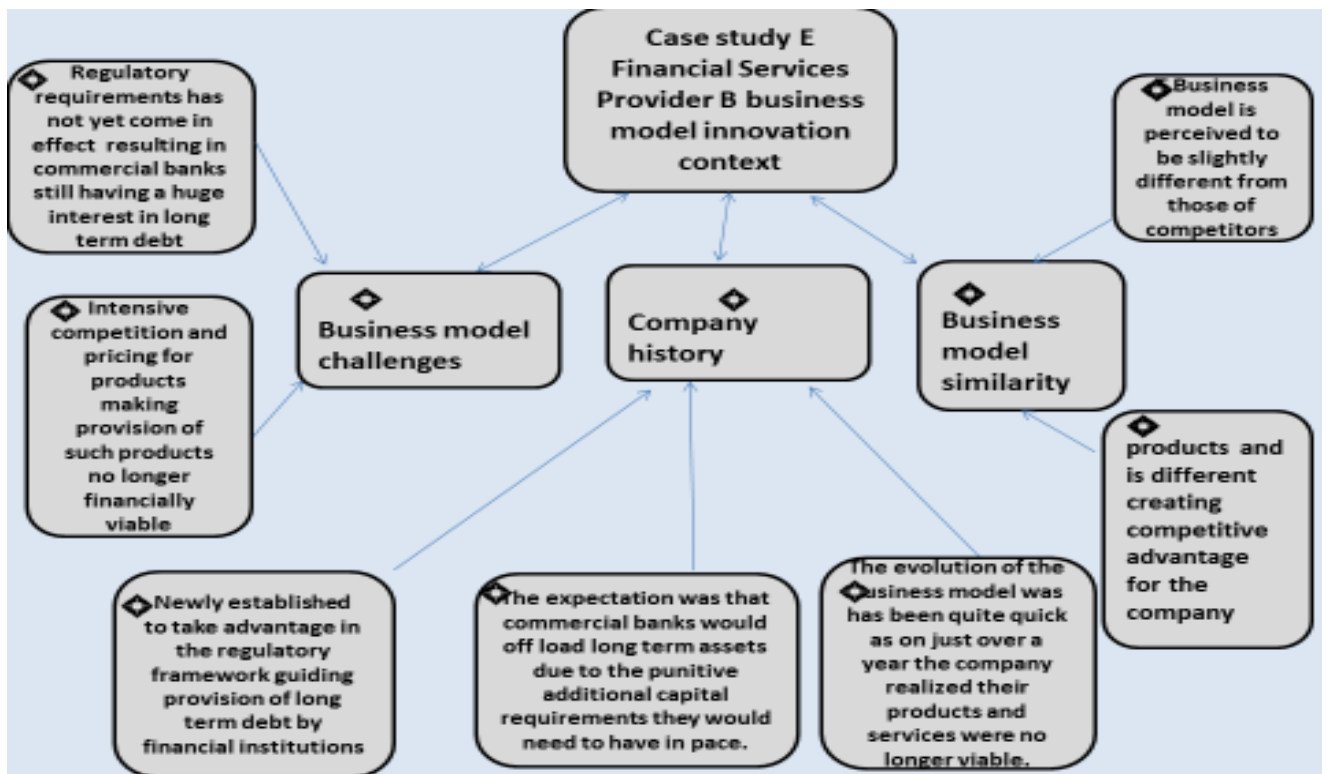 Case study E
Financial Services
Provider B business
model innovation
context
Regulatory
requirements has
not yet come in
effect resulting in
commercial banks
still having a huge
interest in long
term debt
Business
model is
perceived to
be slightly
different from
those of
competitors
Business model
challenges
Company
history
Business
model
similarity
Intensive
competition and
pricing for
products
making
provision of
such products
no longer
financially
viable
products and
is different
creating
competitive
advantage
for the
company
Newly established
to take advantage in
the regulatory
framework guiding
provision of long
term debt by
financial institutions
The expectation was that
commercial banks would
off load long term assets
due to the punitive
additional capital
requirements they would
need to have in pace.
The evolution of the
business model was
has been quite quick
as on just over a
year the company
realized their
products and
services were no
longer viable.